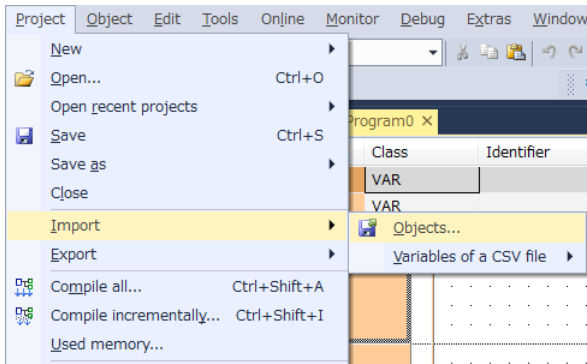 Project Object Edit Tools Online Monitor Debug Extras Window
New
Open... Ctrl+O
Open recent projects
Save Ctrl+S
Save as
Close
Import
Export
Compile all... Ctrl+Shift+A
Compile incrementally... Ctrl+Shift+I
Used memory...
Program0 ×
Class Identifier
VAR
VAR
Objects...
Variables of a CSV file